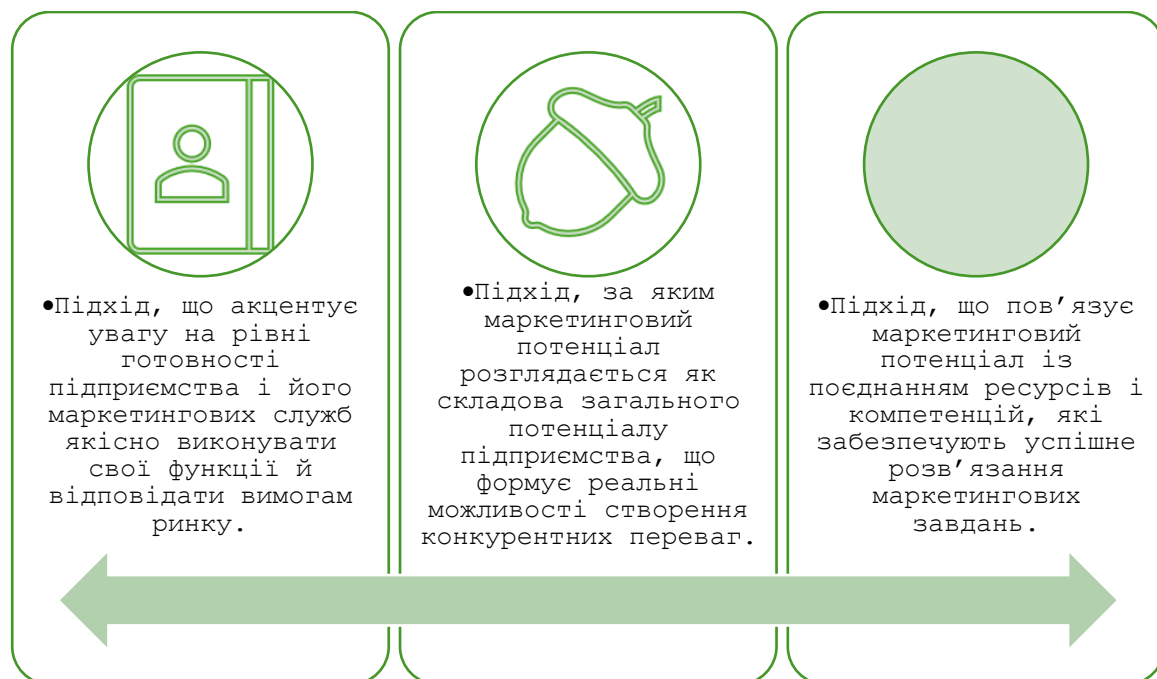 •Підхід, що акцентує
увагу на рівні
готовності
підприємства і його
маркетингових служб
якісно виконувати
свої функції й
відповідати вимогам
ринку.
•Підхід, за яким
маркетинговий
потенціал
розглядається як
складова загального
потенціалу
підприємства, що
формує реальні
можливості створення
конкурентних переваг.
•Підхід, що пов’язує
маркетинговий
потенціал із
поєднанням ресурсів і
компетенцій, які
забезпечують успішне
розв’язання
маркетингових
завдань.